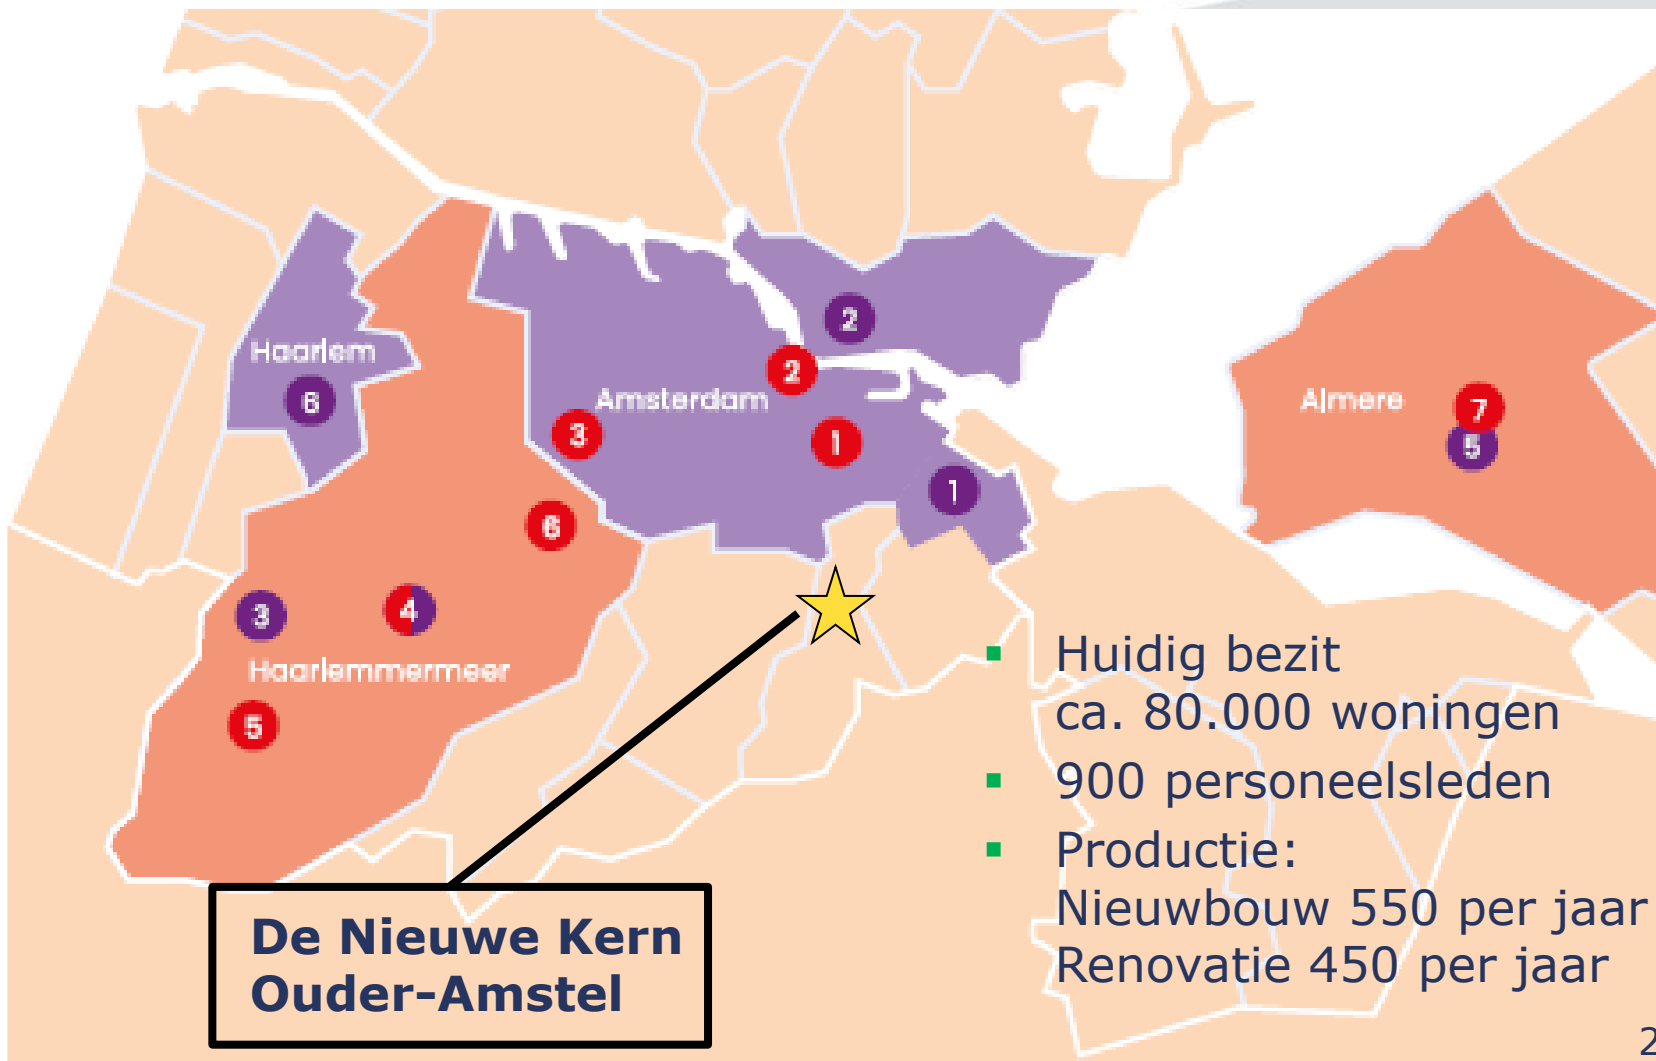 2
Haarlem
6
Amsterdam
2
3
1
1
Almere
7
5
6
3
4
Haarlemmermeer
5
Huidig bezit
ca. 80.000 woningen
900 personeelsleden
Productie:
Nieuwbouw 550 per jaar
Renovatie 450 per jaar
De Nieuwe Kern
Ouder-Amstel
2